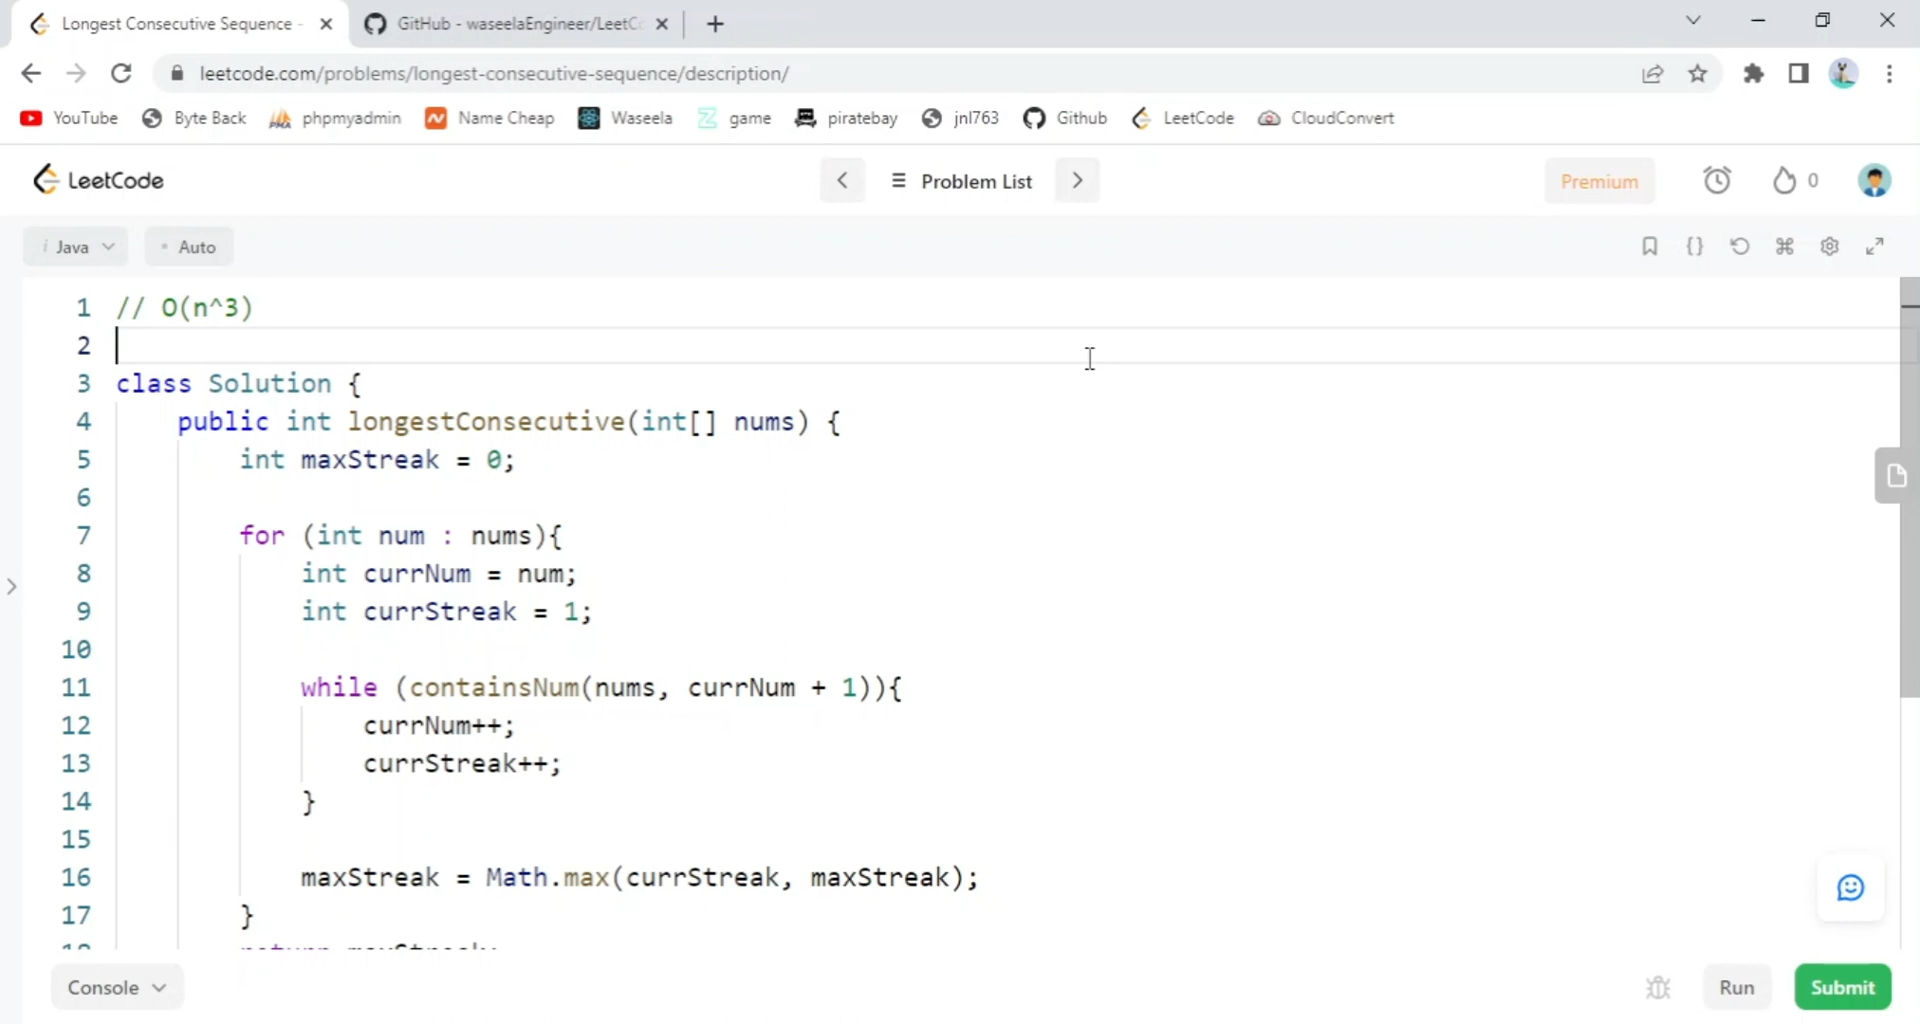 Longest Consecutive Sequence -
GitHub - waseelaEngineer/LeetC
leetcode.com/problems/longest-consecutive-sequence/description/
YouTube Byte Back phpmyadmin Name Cheap Waseela game piratebay jnl763 Github LeetCode CloudConvert
LeetCode Problem List Premium 0
i Java Auto
1 // O(n^3)
2
3 class Solution {
4 public int longestConsecutive(int[] nums) {
5 int maxStreak = 0;
6
7 for (int num : nums){
8 int currNum = num;
9 int currStreak = 1;
10
11 while (containsNum(nums, currNum + 1)){
12 currNum++;
13 currStreak++;
14 }
15
16 maxStreak = Math.max(currStreak, maxStreak);
17 }
Console Run Submit